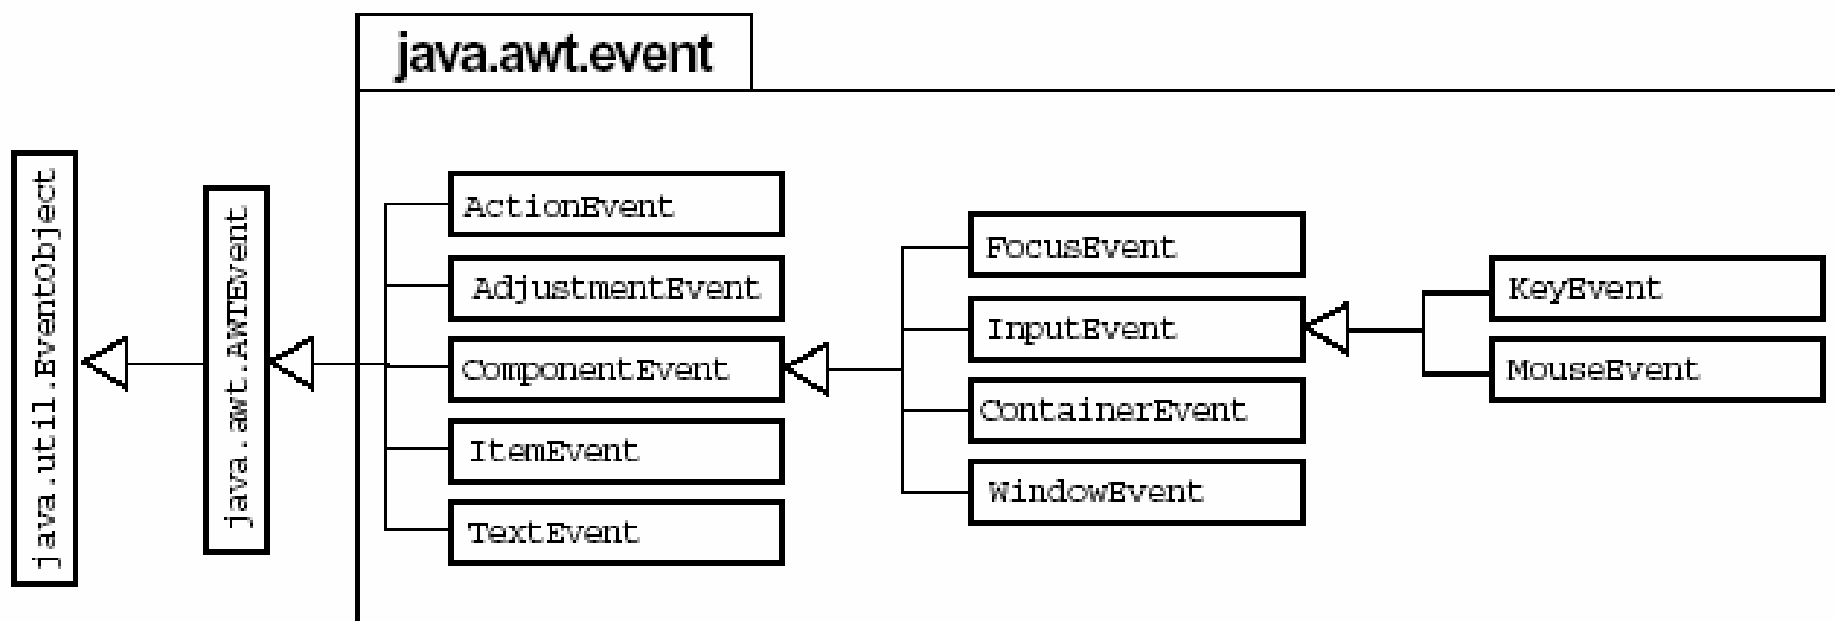 java.awt.event
java.util.Eventobject
java.awt.AWTEvent
ActionEvent
AdjustmentEvent
ComponentEvent
ItemEvent
TextEvent
FocusEvent
InputEvent
ContainerEvent
WindowEvent
KeyEvent
MouseEvent